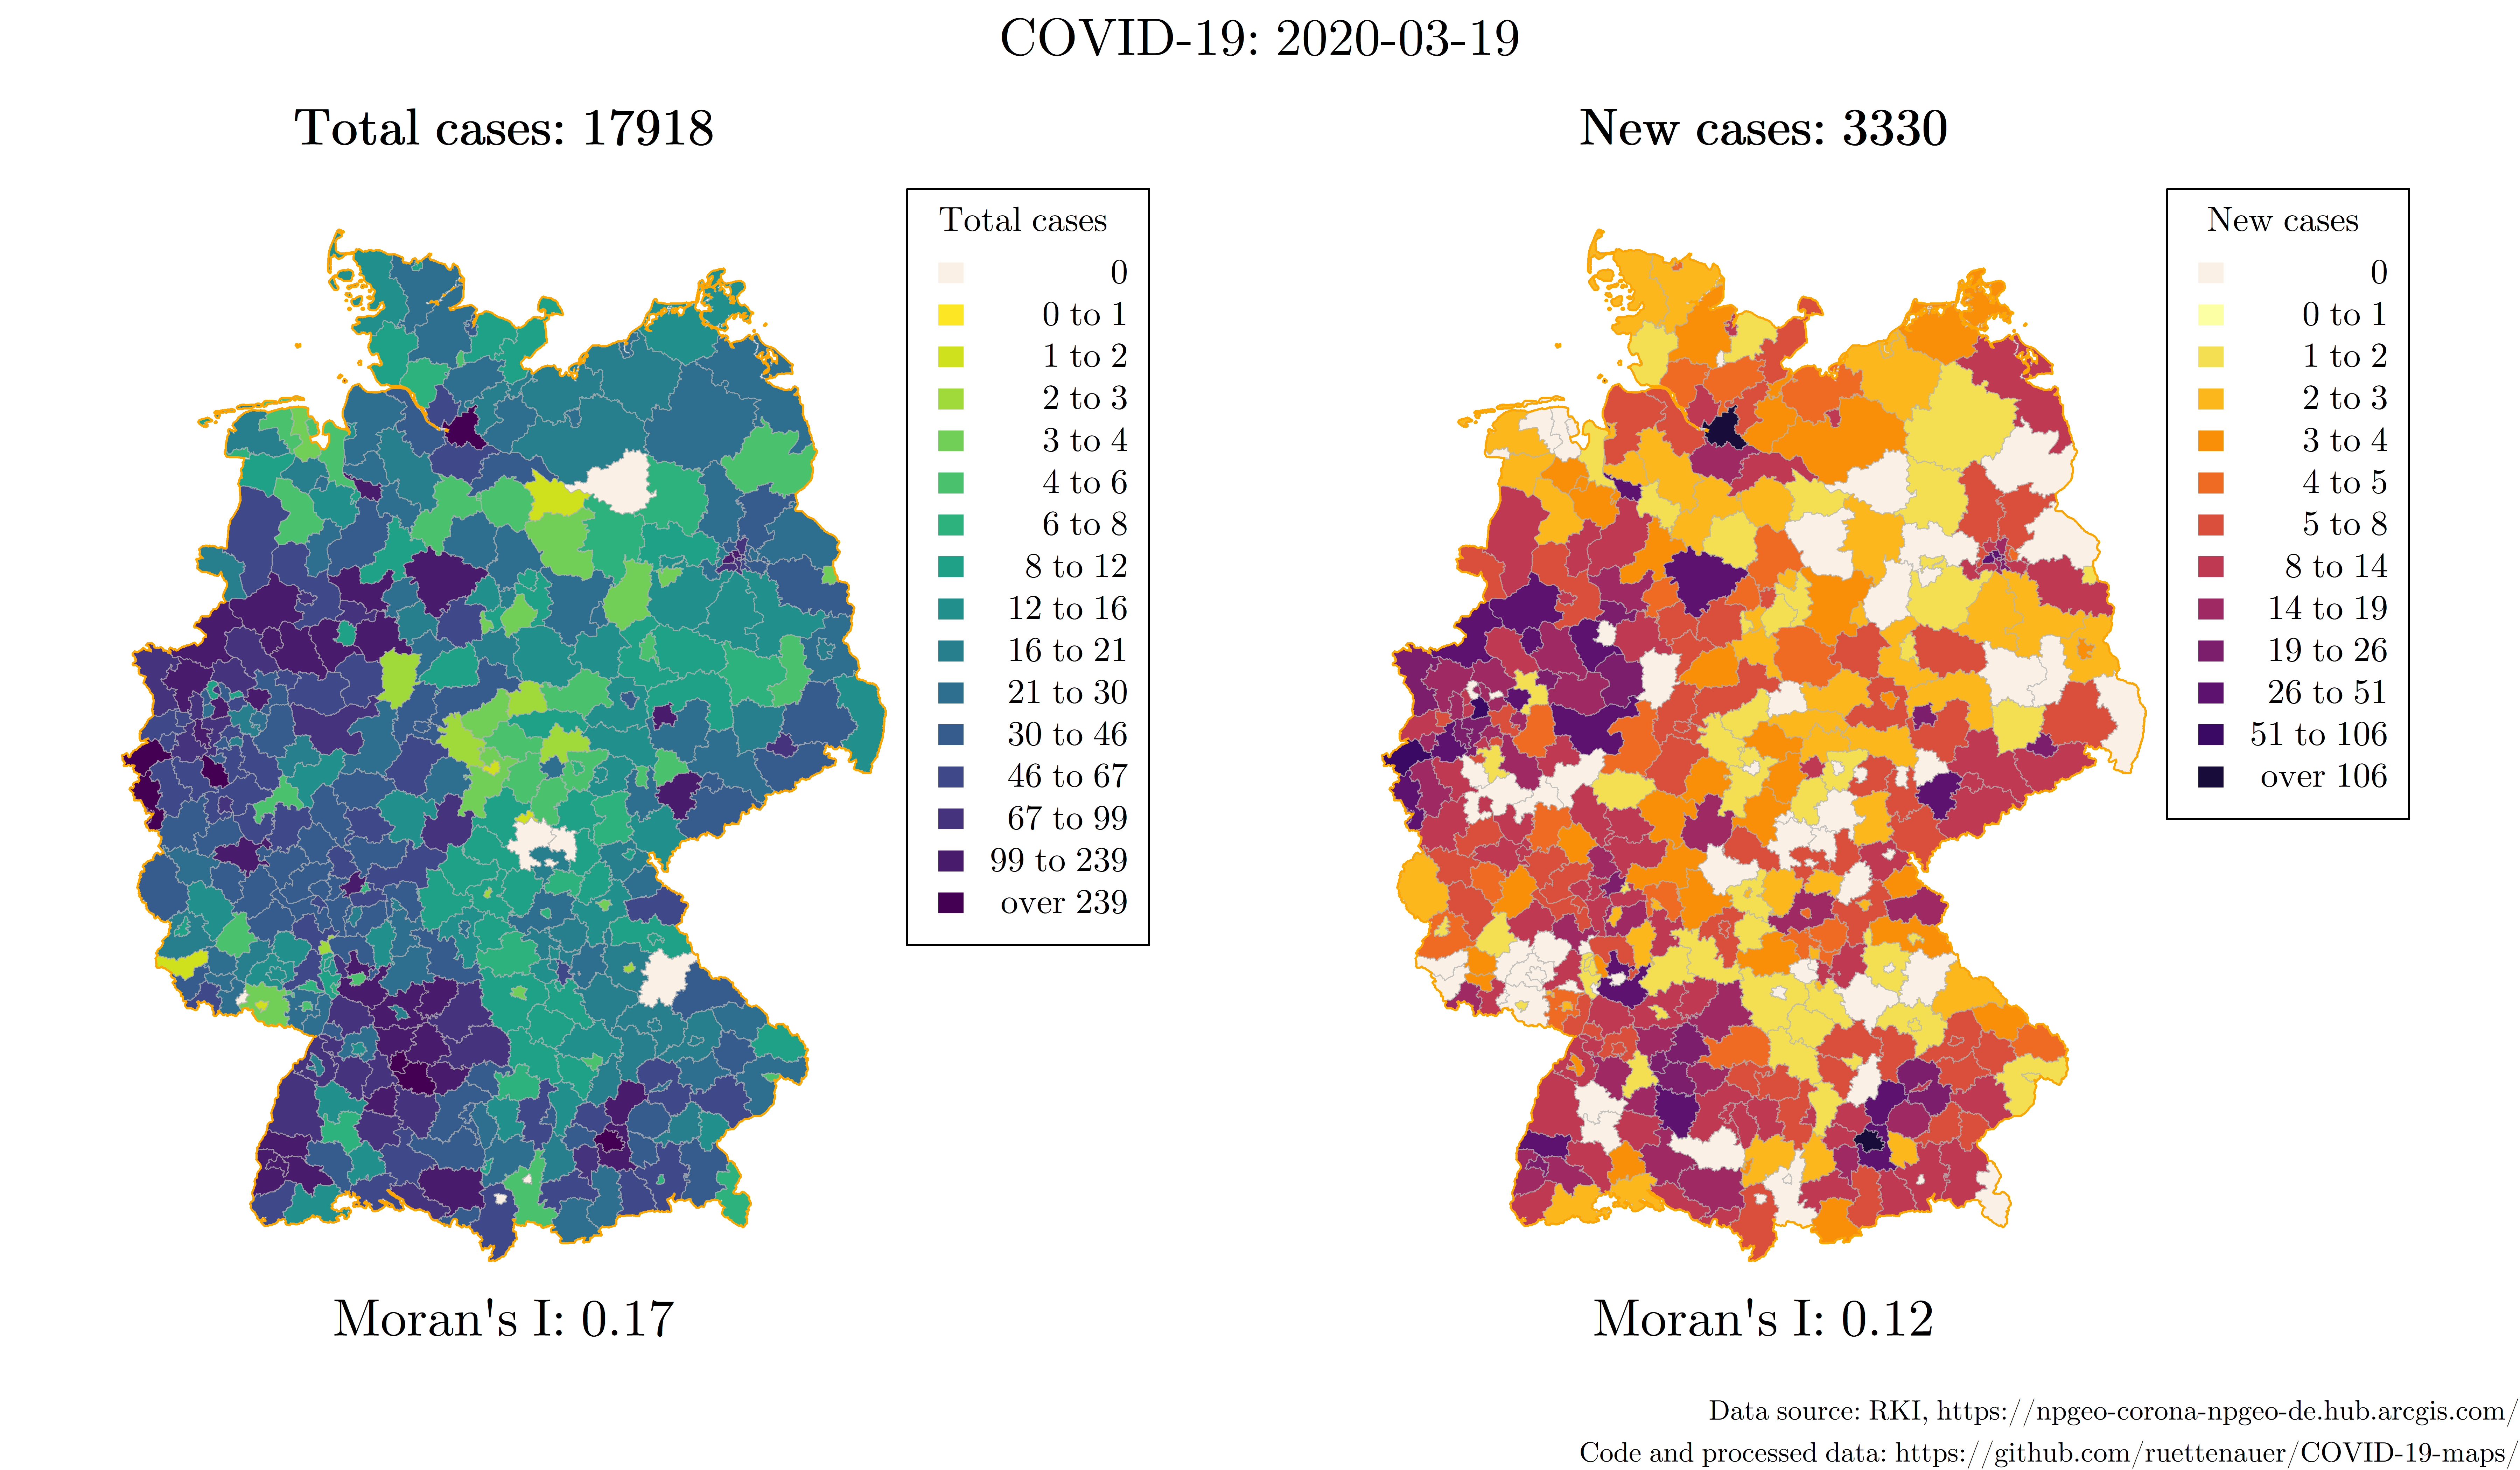 COVID-19: 2020-03-19
Total cases: 17918
New cases: 3330
Total cases
0
0 to 1
1 to 2
2 to 3
3 to 4
4 to 6
6 to 8
8 to 12
12 to 16
16 to 21
21 to 30
30 to 46
46 to 67
67 to 99
99 to 239
over 239
New cases
0
0 to 1
1 to 2
2 to 3
3 to 4
4 to 5
5 to 8
8 to 14
14 to 19
19 to 26
26 to 51
51 to 106
over 106
Moran's I: 0.17
Moran's I: 0.12
Data source: RKI, https://npgeo-corona-npgeo-de.hub.arcgis.com/
Code and processed data: https://github.com/ruettenauer/COVID-19-maps/